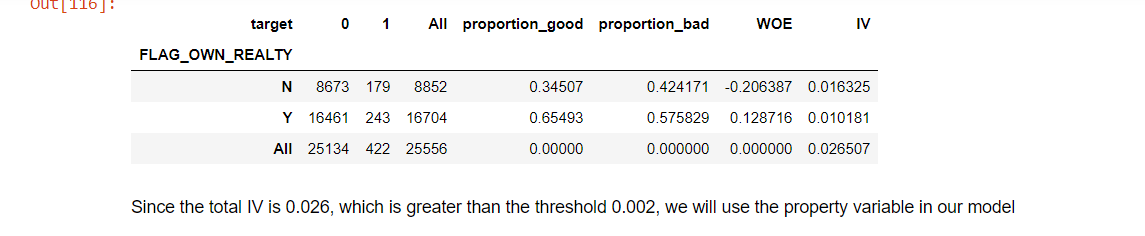 Out[116]:
target 0 1 All proportion_good proportion_bad WOE IV
FLAG_OWN_REALTY
N 8673 179 8852 0.34507 0.424171 -0.206387 0.016325
Y 16461 243 16704 0.65493 0.575829 0.128716 0.010181
All 25134 422 25556 0.00000 0.000000 0.000000 0.026507
Since the total IV is 0.026, which is greater than the threshold 0.002, we will use the property variable in our model